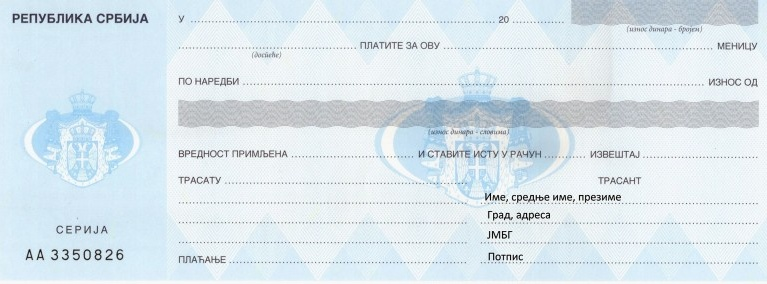 РЕПУБЛИКА СРБИЈА
У 20
(износ динара - бројем)
ПЛАТИТЕ ЗА ОВУ МЕНИЦУ
(доспеће)
ПО НАРЕДБИ ИЗНОС ОД
(износ динара - словима)
ВРЕДНОСТ ПРИМЉЕНА И СТАВИТЕ ИСТУ У РАЧУН ИЗВЕШТАЈ
ТРАСАТУ ТРАСАНТ
Име, средње име, презиме
Град, адреса
ЈМБГ
ПЛАЋАЊЕ Потпис
СЕРИЈА
АА 3350826